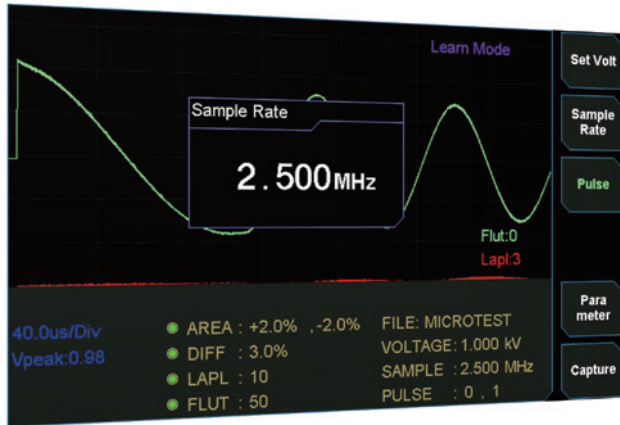 Learn Mode
Set Volt
Sample Rate
2.500MHz
Sample
Rate
Pulse
Flut:0
Lapl:3
Para
meter
Capture
40.0us/Div
Vpeak:0.98
AREA : +2.0% ,-2.0%
DIFF : 3.0%
LAPL : 10
FLUT : 50
FILE: MICROTEST
VOLTAGE: 1.000 kV
SAMPLE : 2.500 MHz
PULSE : 0 , 1